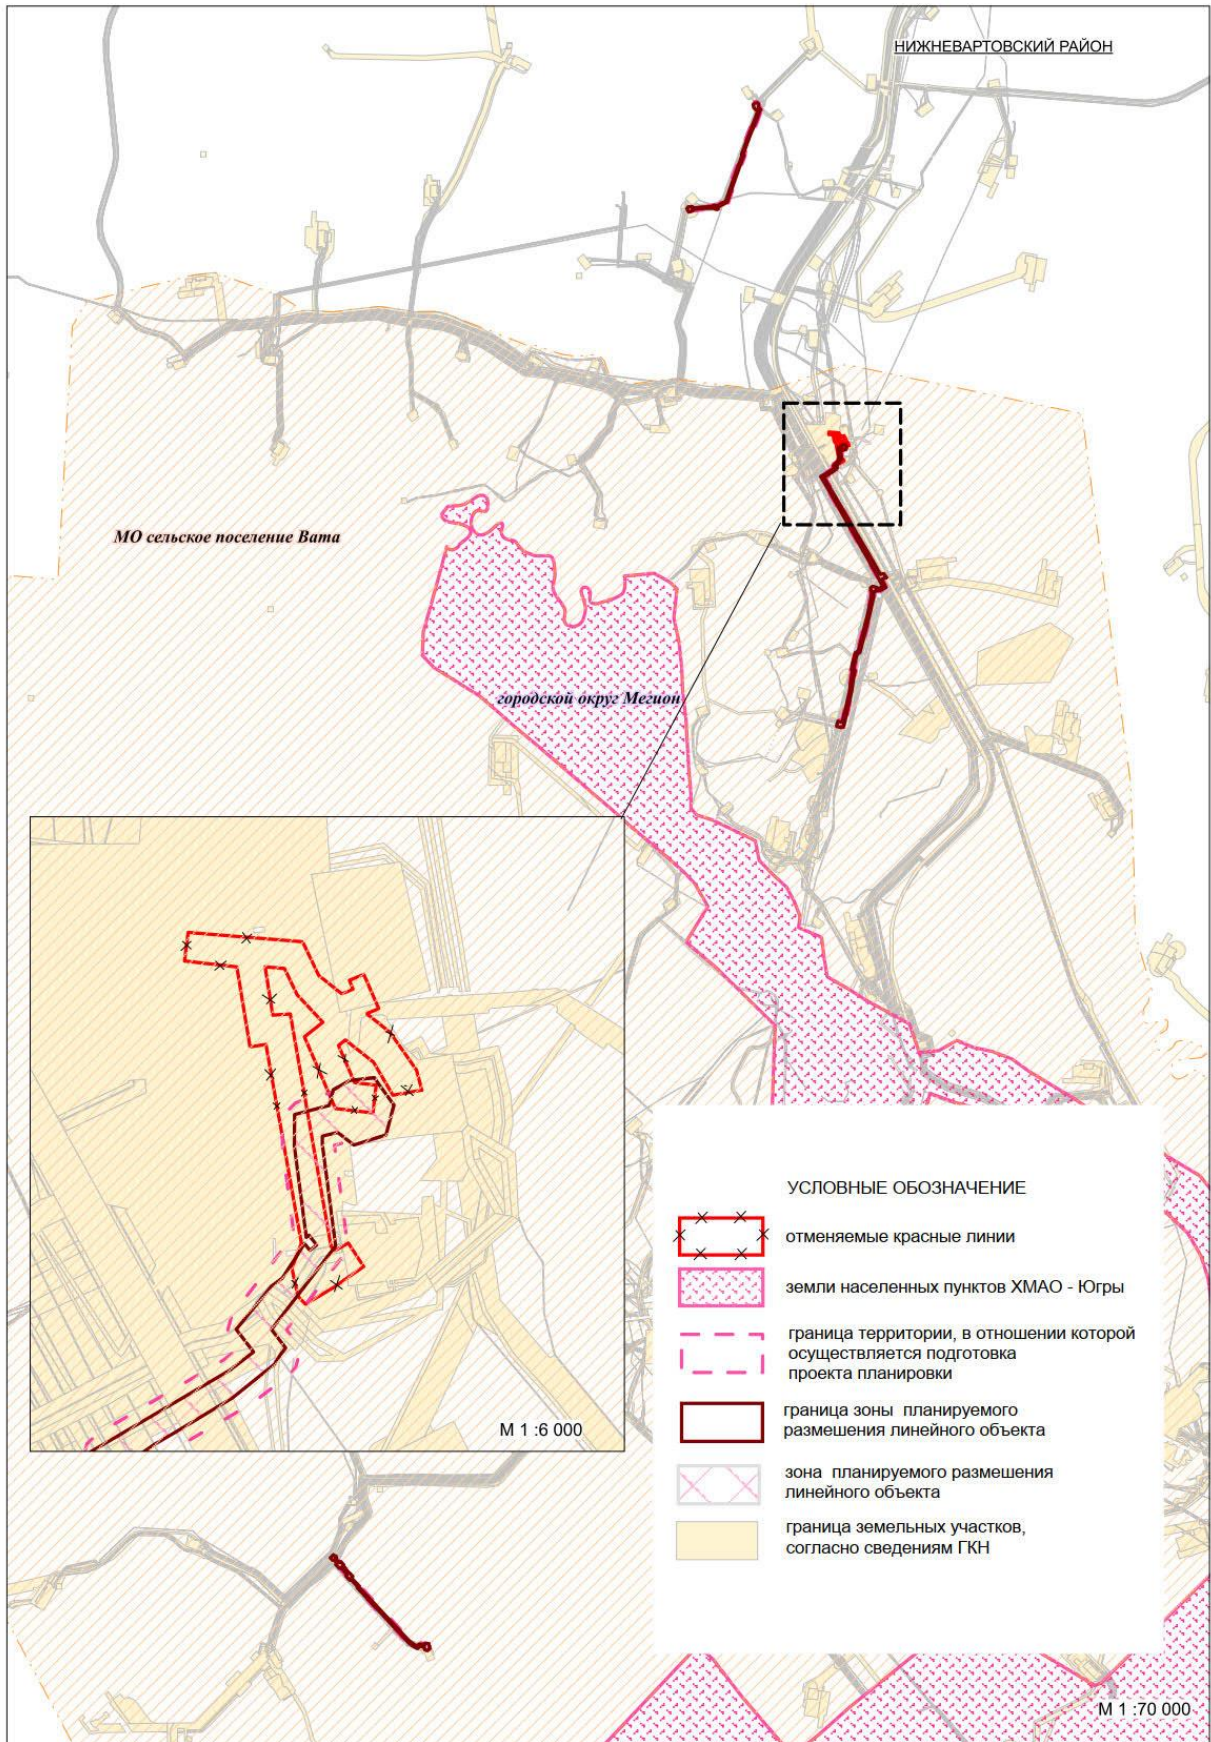 НИЖНЕВАРТОВСКИЙ РАЙОН
МО сельское поселение Вата
городской округ Мегион
М 1 :6 000
УСЛОВНЫЕ ОБОЗНАЧЕНИЕ
отменяемые красные линии
земли населенных пунктов ХМАО - Югры
граница территории, в отношении которой
осуществляется подготовка
проекта планировки
граница зоны планируемого
размешения линейного объекта
зона планируемого размешения
линейного объекта
граница земельных участков,
согласно сведениям ГКН
М 1 :70 000